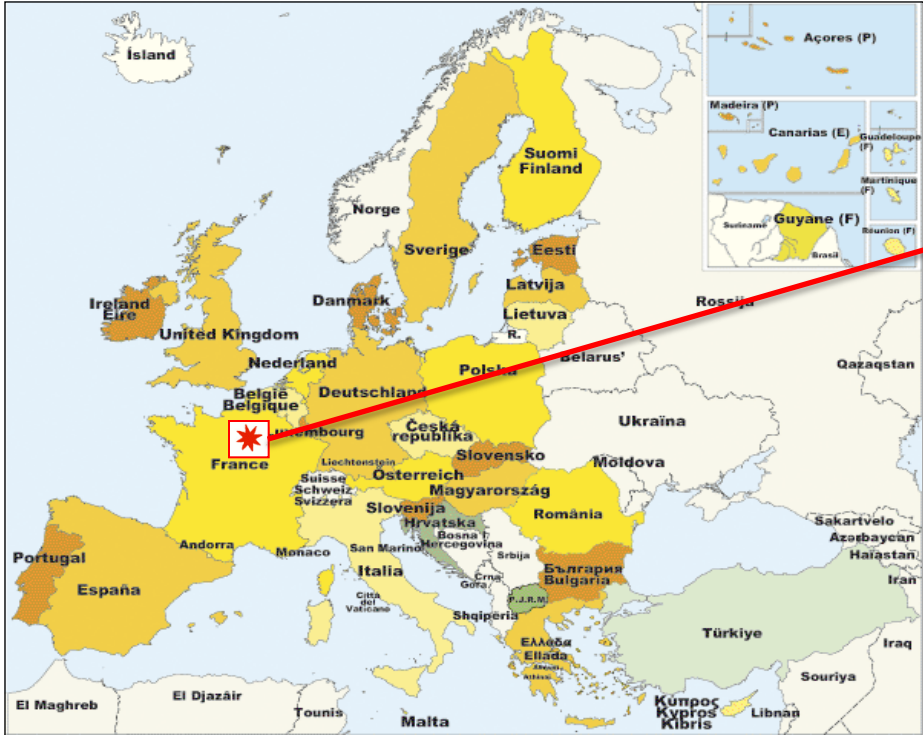 Ísland
Açores (P)
Madeira (P)
Canarias (E)
Guadeloupe
(F)
Martinique
(F)
Guyane (F)
Suriname
Brasil
Réunion (F)
Suomi
Finland
Norge
Sverige
Eesti
Latvija
Lietuva
R.
Rossija
Danmark
Ireland
Éire
United Kingdom
Nederland
België
Belgique
Deutschland
Polska
Belarus'
Qazaqstan
Ukraïna
Česká
republika
Slovensko
Moldova
France
Liechtenstein
Suisse
Schweiz
Svizzera
Österreich
Magyarország
România
Slovenija
Hrvatska
Bosna i
Hercegovina
Srbija
Crna
Gora
Sakartvelo
Azərbaycan
Haïastan
Iran
Portugal
España
Andorra
Monaco
San Marino
Italia
Città
del
Vaticano
България
Bulgaria
P.J.R.M.
Shqipëria
Ελλάδα
Ellada
Türkiye
Iraq
Souriya
Κύπρος
Kypros
Kibris
Libnan
El Maghreb
El Djazáir
Tounis
Malta